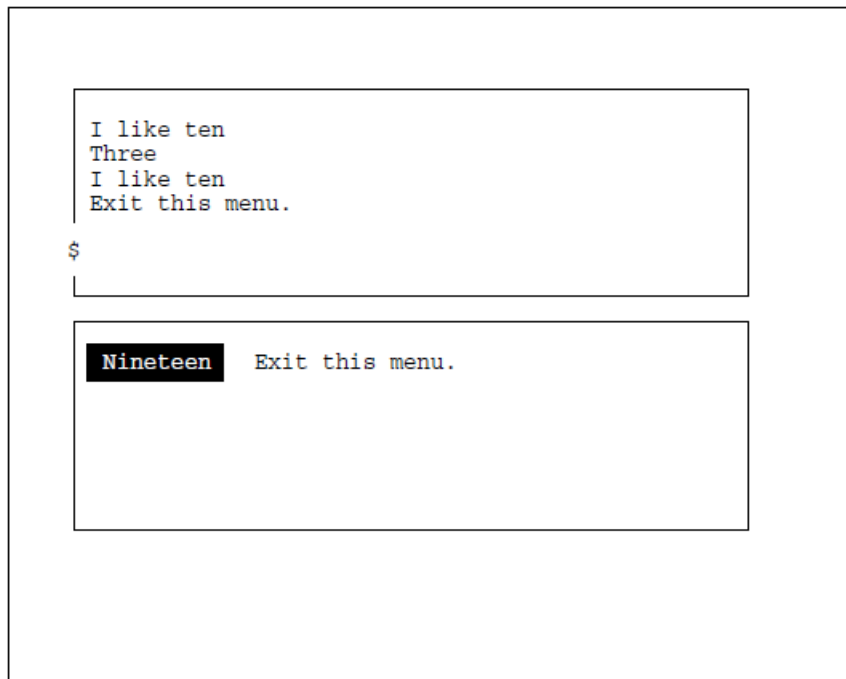 I like ten
Three
I like ten
Exit this menu.
$
Nineteen Exit this menu.